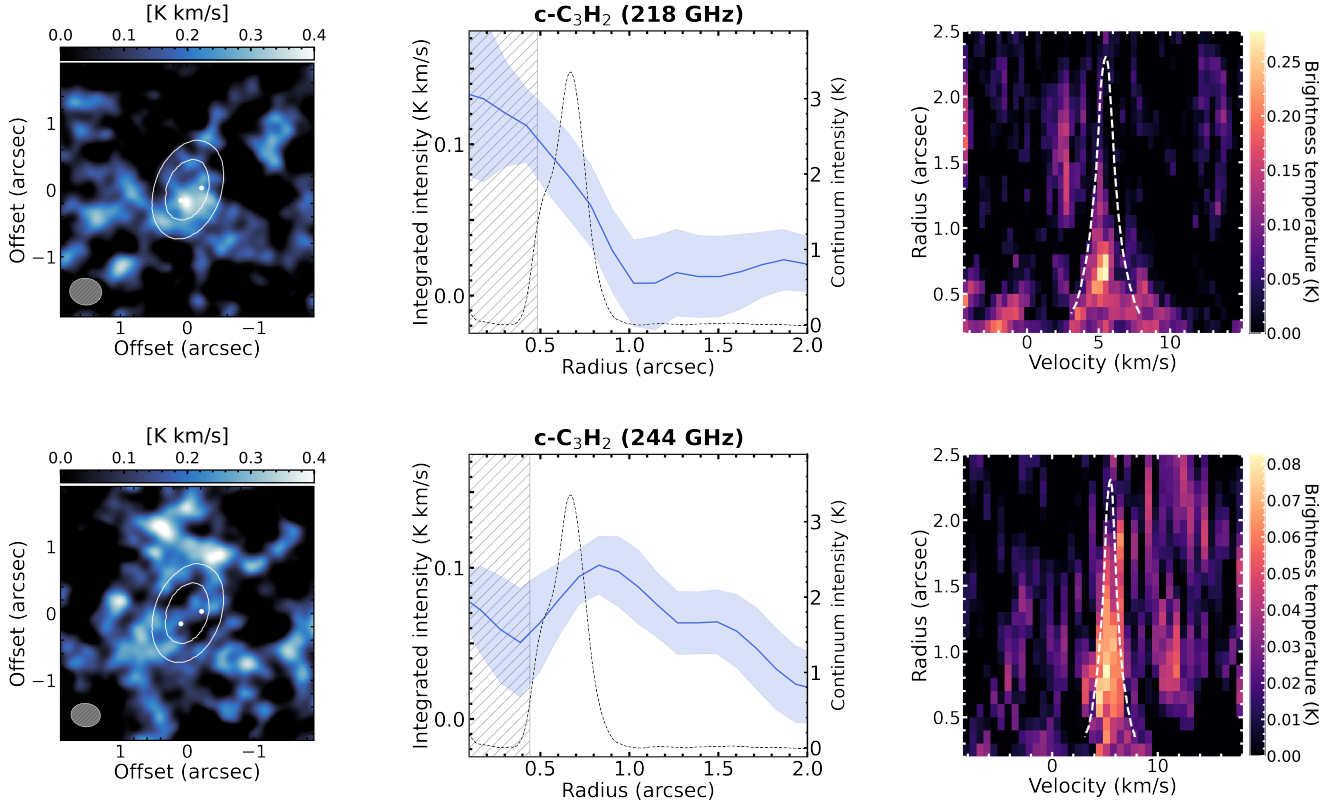 [K km/s]
0.0 0.1 0.2 0.3 0.4
Offset (arcsec)
1
0
−1
1 0 −1
Offset (arcsec)
c-C₃H₂ (218 GHz)
Integrated intensity (K km/s)
0.1
0.0
0.5 1.0 1.5 2.0
Radius (arcsec)
3
2
1
0
Continuum intensity (K)
Radius (arcsec)
2.5
2.0
1.5
1.0
0.5
0 5 10
Velocity (km/s)
0.25
0.20
0.15
0.10
0.05
0.00
Brightness temperature (K)
[K km/s]
0.0 0.1 0.2 0.3 0.4
Offset (arcsec)
1
0
−1
1 0 −1
Offset (arcsec)
c-C₃H₂ (244 GHz)
Integrated intensity (K km/s)
0.1
0.0
0.5 1.0 1.5 2.0
Radius (arcsec)
3
2
1
0
Continuum intensity (K)
Radius (arcsec)
2.5
2.0
1.5
1.0
0.5
0 10
Velocity (km/s)
0.08
0.07
0.06
0.05
0.04
0.03
0.02
0.01
0.00
Brightness temperature (K)